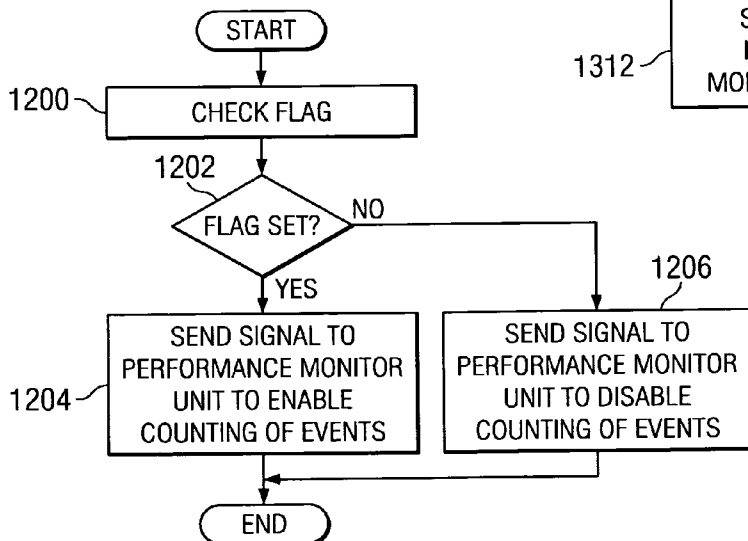 START
1200
CHECK FLAG
1202
FLAG SET?
NO
YES
1204
SEND SIGNAL TO
PERFORMANCE MONITOR
UNIT TO ENABLE
COUNTING OF EVENTS
1206
SEND SIGNAL TO
PERFORMANCE MONITOR
UNIT TO DISABLE
COUNTING OF EVENTS
END
1312